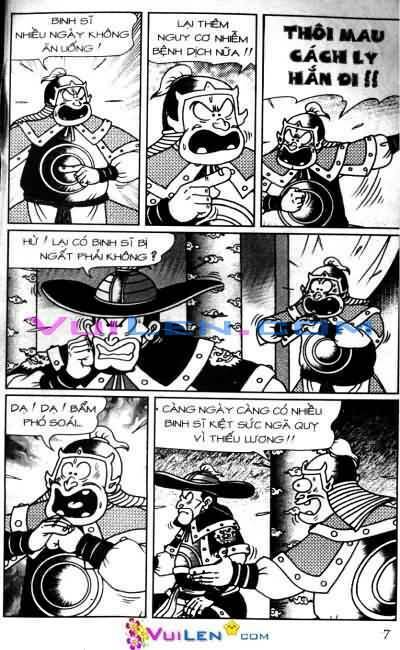 BINH SĨ
NHIỀU NGÀY KHÔNG
ĂN UỐNG!
LẠI THÊM
NGUY CƠ NHIỄM
BỆNH DỊCH NỮA!!
THÔI MAU
CÁCH LY
HẮN ĐI!!
HỪ! LẠI CÓ BINH SĨ BỊ
NGẤT PHẢI KHÔNG?
VUILEN.COM
DẠ! DẠ! BẨM
PHÓ SOÁI..
CÀNG NGÀY CÀNG CÓ NHIỀU
BINH SĨ KIỆT SỨC NGÃ QUỴ
VÌ THIẾU LƯƠNG!!
7
VUILEN COM